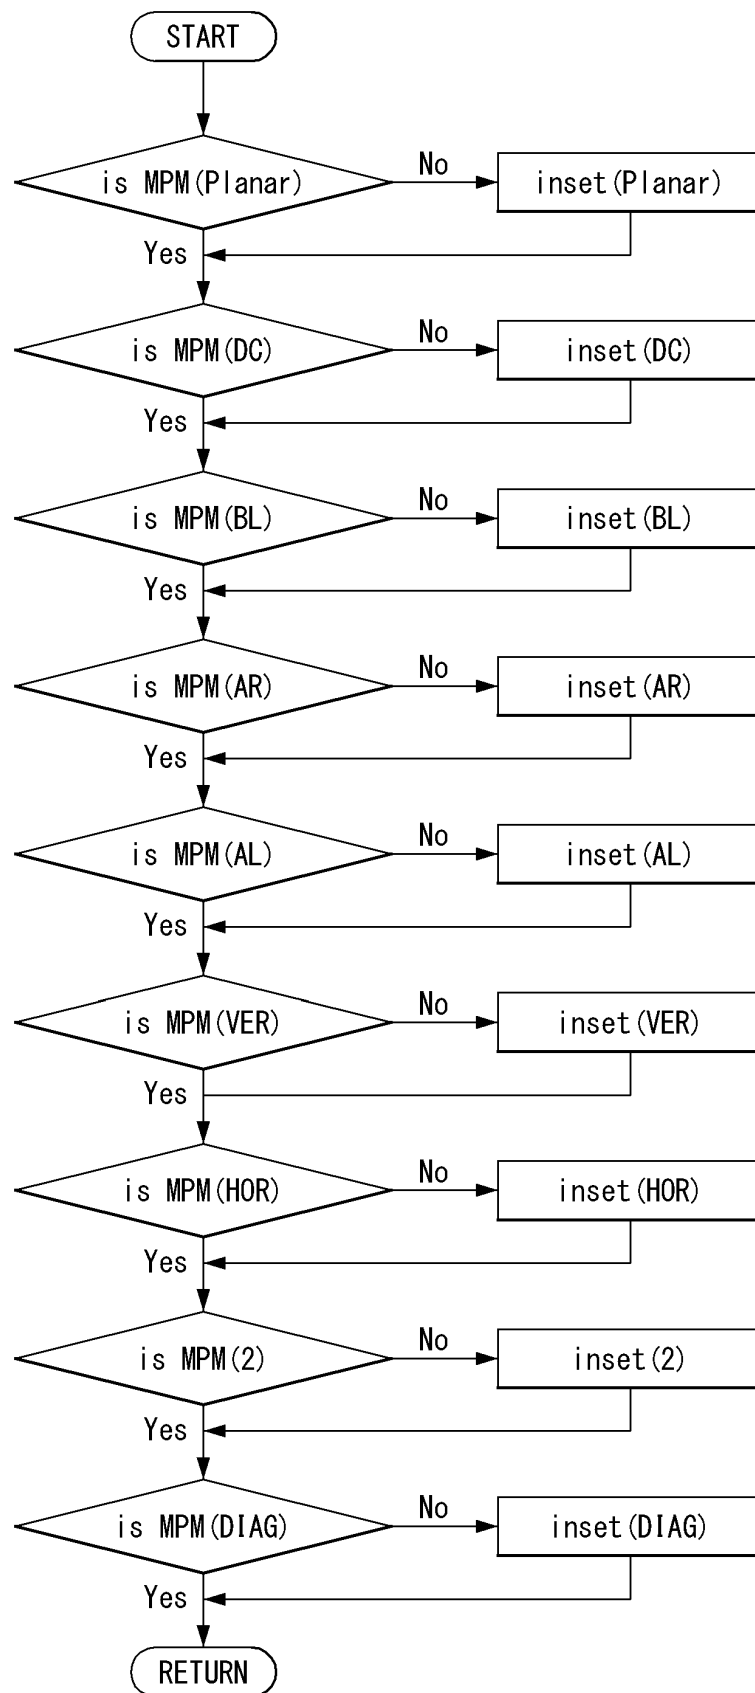 START
is MPM(Planar)
No
inset(Planar)
Yes
is MPM(DC)
No
inset(DC)
Yes
is MPM(BL)
No
inset(BL)
Yes
is MPM(AR)
No
inset(AR)
Yes
is MPM(AL)
No
inset(AL)
Yes
is MPM(VER)
No
inset(VER)
Yes
is MPM(HOR)
No
inset(HOR)
Yes
is MPM(2)
No
inset(2)
Yes
is MPM(DIAG)
No
inset(DIAG)
Yes
RETURN